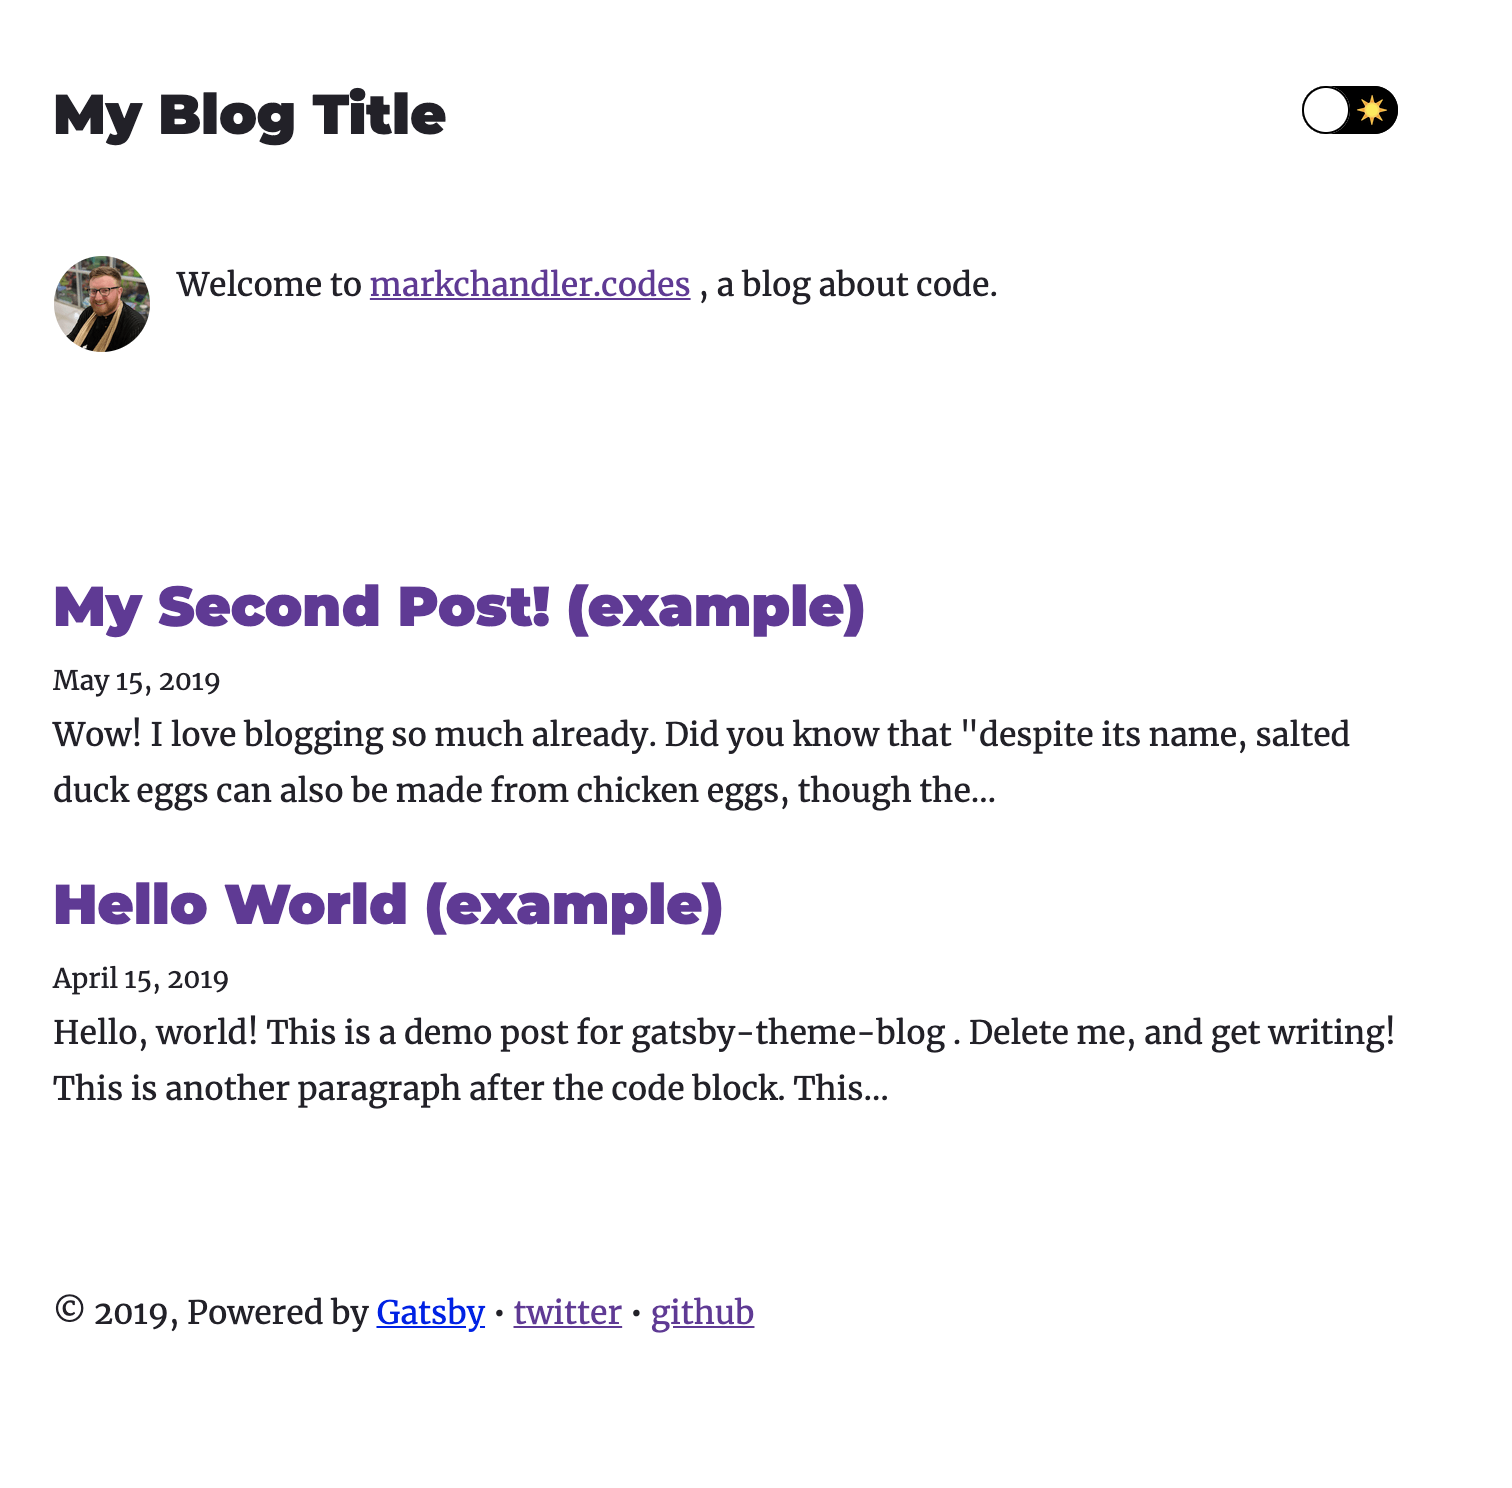 My Blog Title
Welcome to markchandler.codes , a blog about code.
My Second Post! (example)
May 15, 2019
Wow! I love blogging so much already. Did you know that "despite its name, salted
duck eggs can also be made from chicken eggs, though the...
Hello World (example)
April 15, 2019
Hello, world! This is a demo post for gatsby-theme-blog . Delete me, and get writing!
This is another paragraph after the code block. This...
© 2019, Powered by Gatsby • twitter • github